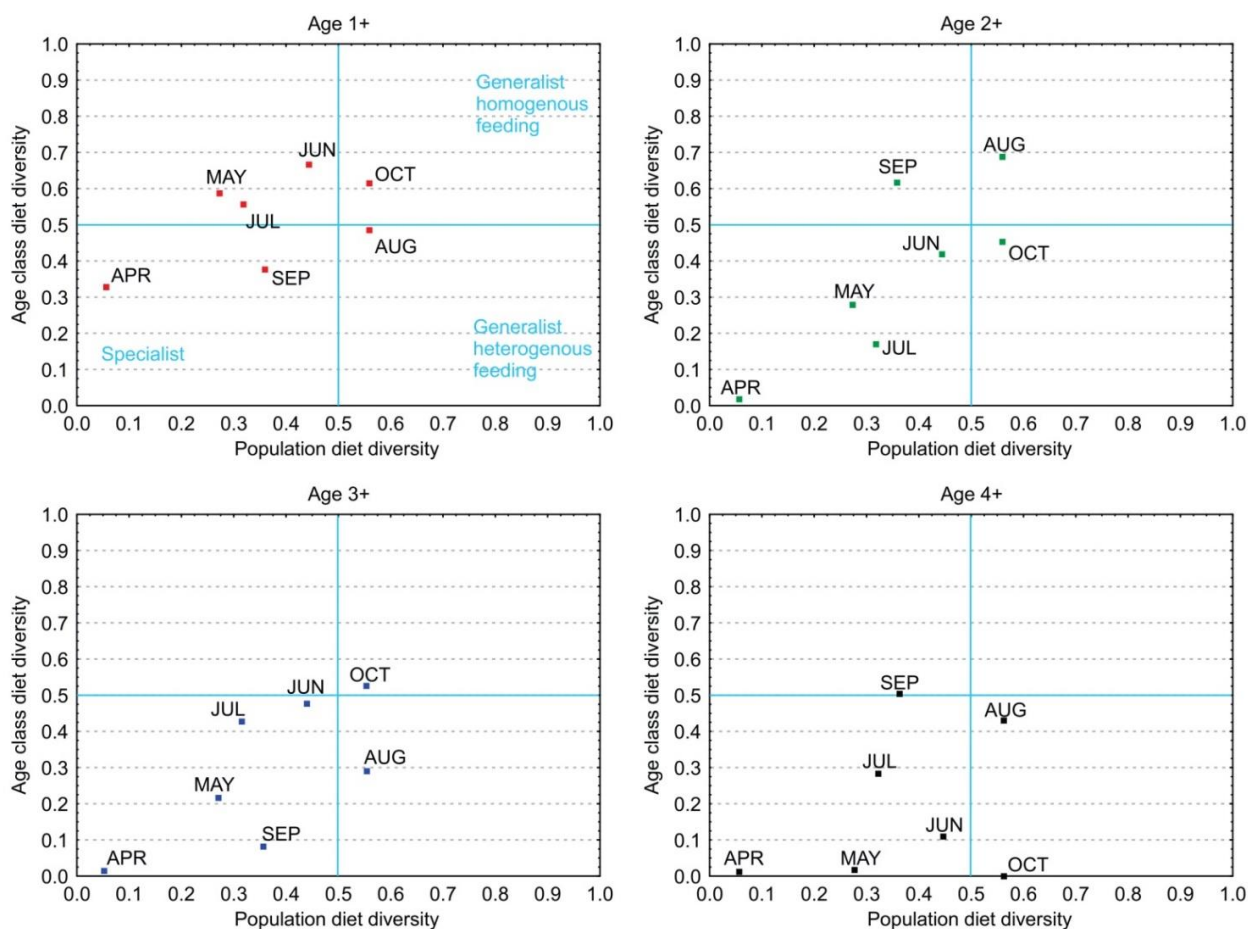 Age 1+
1.0
0.9
0.8
0.7
0.6
0.5
0.4
0.3
0.2
0.1
0.0
Age class diet diversity
Generalist
homogenous
feeding
JUN
MAY
OCT
JUL
AUG
APR
SEP
Specialist
Generalist
heterogenous
feeding
0.0 0.1 0.2 0.3 0.4 0.5 0.6 0.7 0.8 0.9 1.0
Population diet diversity
Age 2+
1.0
0.9
0.8
0.7
0.6
0.5
0.4
0.3
0.2
0.1
0.0
Age class diet diversity
AUG
SEP
JUN
OCT
MAY
JUL
APR
0.0 0.1 0.2 0.3 0.4 0.5 0.6 0.7 0.8 0.9 1.0
Population diet diversity
Age 3+
1.0
0.9
0.8
0.7
0.6
0.5
0.4
0.3
0.2
0.1
0.0
Age class diet diversity
OCT
JUN
JUL
AUG
MAY
SEP
APR
0.0 0.1 0.2 0.3 0.4 0.5 0.6 0.7 0.8 0.9 1.0
Population diet diversity
Age 4+
1.0
0.9
0.8
0.7
0.6
0.5
0.4
0.3
0.2
0.1
0.0
Age class diet diversity
SEP
AUG
JUL
JUN
APR
MAY
OCT
0.0 0.1 0.2 0.3 0.4 0.5 0.6 0.7 0.8 0.9 1.0
Population diet diversity